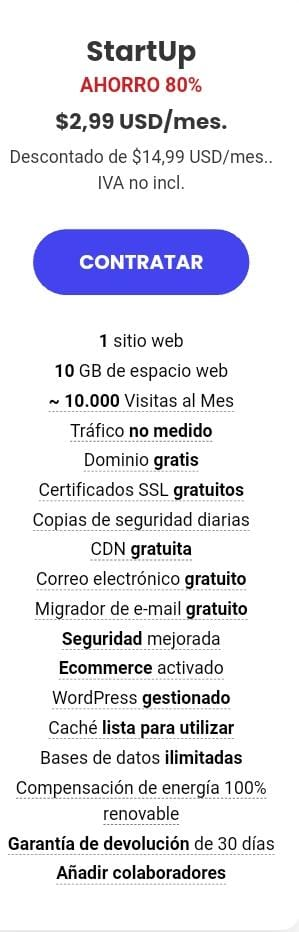 StartUp
AHORRO 80%
$2,99 USD/mes.
Descontado de $14,99 USD/mes..
IVA no incl.
CONTRATAR
1 sitio web
10 GB de espacio web
~ 10.000 Visitas al Mes
Tráfico no medido
Dominio gratis
Certificados SSL gratuitos
Copias de seguridad diarias
CDN gratuita
Correo electrónico gratuito
Migrador de e-mail gratuito
Seguridad mejorada
Ecommerce activado
WordPress gestionado
Caché lista para utilizar
Bases de datos ilimitadas
Compensación de energía 100%
renovable
Garantía de devolución de 30 días
Añadir colaboradores